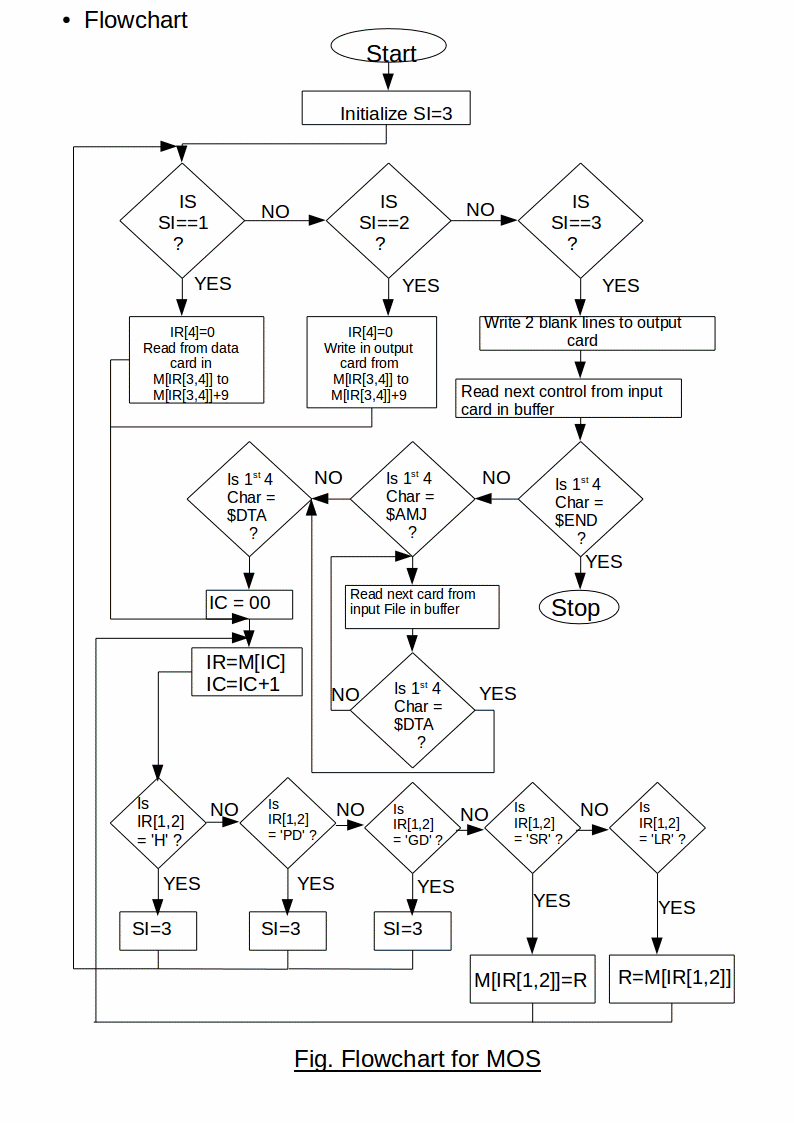 • Flowchart
Start
Initialize SI=3
IS
SI==1
?
NO
IS
SI==2
?
NO
IS
SI==3
?
YES
YES
YES
IR[4]=0
Read from data
card in
M[IR[3,4]] to
M[IR[3,4]]+9
IR[4]=0
Write in output
card from
M[IR[3,4]] to
M[IR[3,4]]+9
Write 2 blank lines to output
card
Read next control from input
card in buffer
Is 1st 4
Char =
$DTA
?
NO
Is 1st 4
Char =
$AMJ
?
NO
Is 1st 4
Char =
$END
?
YES
Stop
IC = 00
Read next card from
input File in buffer
IR=M[IC]
IC=IC+1
NO
Is 1st 4
Char =
$DTA
?
YES
Is
IR[1,2]
= 'H' ?
NO
Is
IR[1,2]
= 'PD' ?
NO
Is
IR[1,2]
= 'GD' ?
NO
Is
IR[1,2]
= 'SR' ?
NO
Is
IR[1,2]
= 'LR' ?
YES
YES
YES
YES
YES
SI=3
SI=3
SI=3
M[IR[1,2]]=R
R=M[IR[1,2]]
Fig. Flowchart for MOS